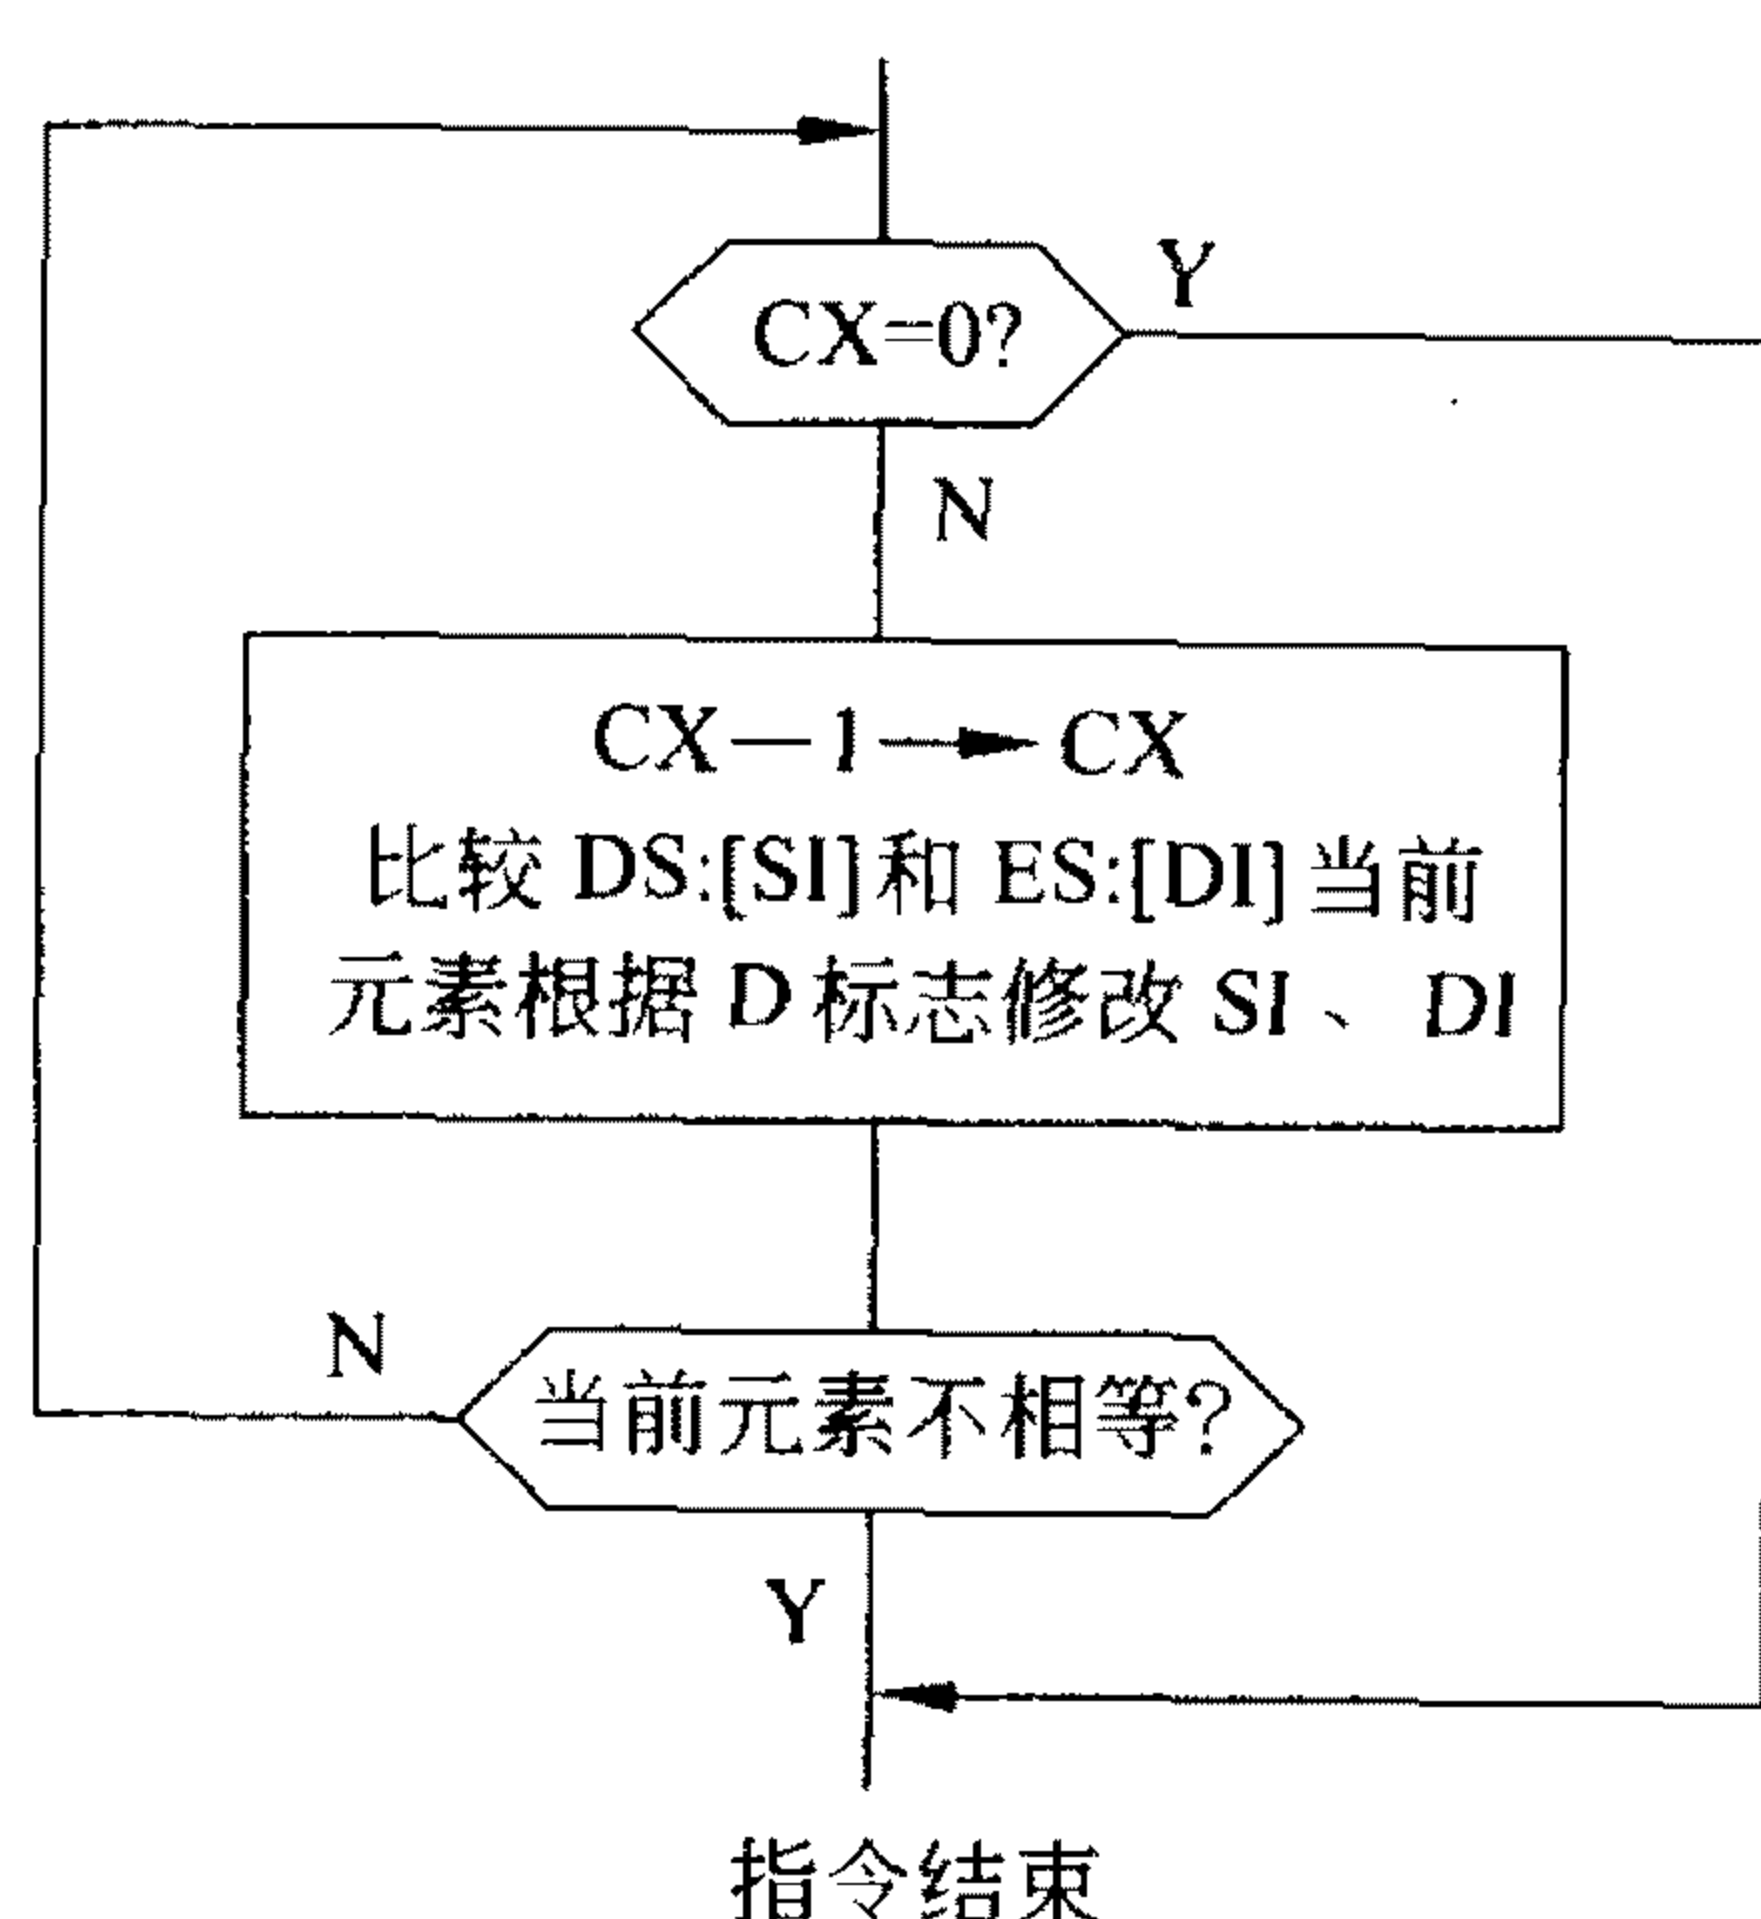 CX=0?
Y
N
CX—1→CX
比较 DS:[SI]和 ES:[DI]当前
元素根据 D 标志修改 SI、DI
N
当前元素不相等?
Y
指令结束